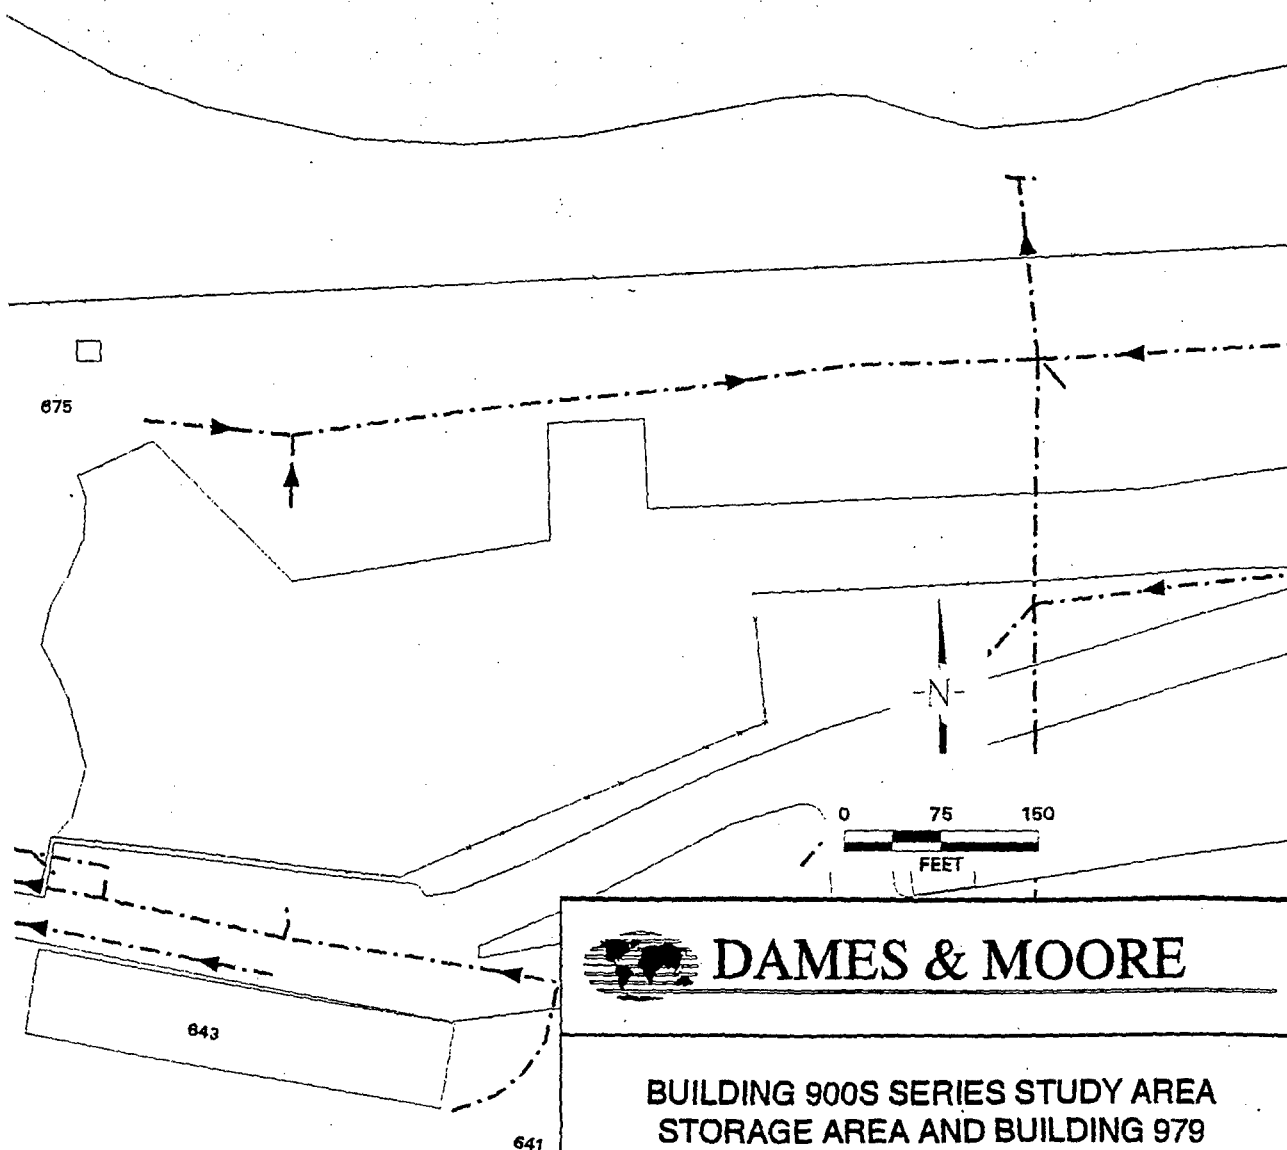 675
-N-
0 75 150
FEET
DAMES & MOORE
643
BUILDING 900S SERIES STUDY AREA
STORAGE AREA AND BUILDING 979
641